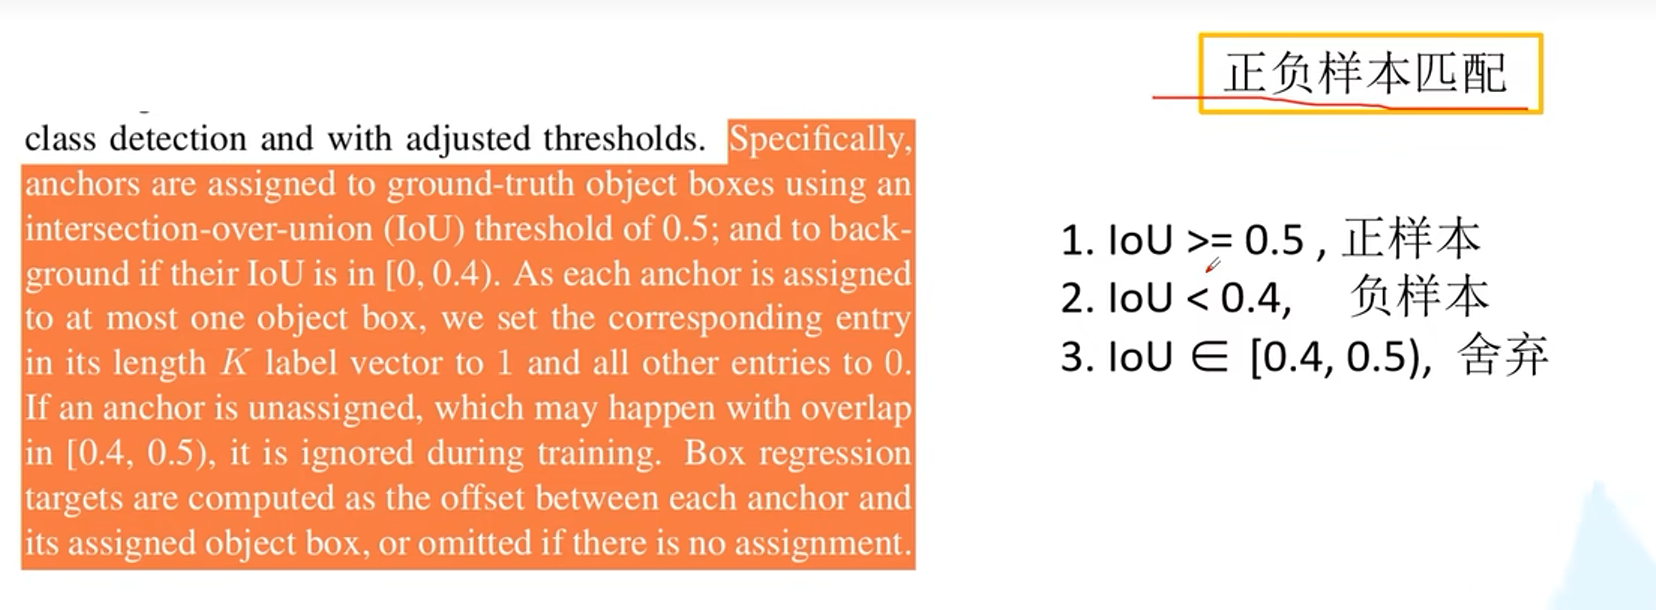 正负样本匹配
class detection and with adjusted thresholds. Specifically,
anchors are assigned to ground-truth object boxes using an
intersection-over-union (IoU) threshold of 0.5; and to back-
ground if their IoU is in [0, 0.4). As each anchor is assigned
to at most one object box, we set the corresponding entry
in its length K label vector to 1 and all other entries to 0.
If an anchor is unassigned, which may happen with overlap
in [0.4, 0.5), it is ignored during training. Box regression
targets are computed as the offset between each anchor and
its assigned object box, or omitted if there is no assignment.
1. IoU >= 0.5 , 正样本
2. IoU < 0.4, 负样本
3. IoU ∈ [0.4, 0.5), 舍弃